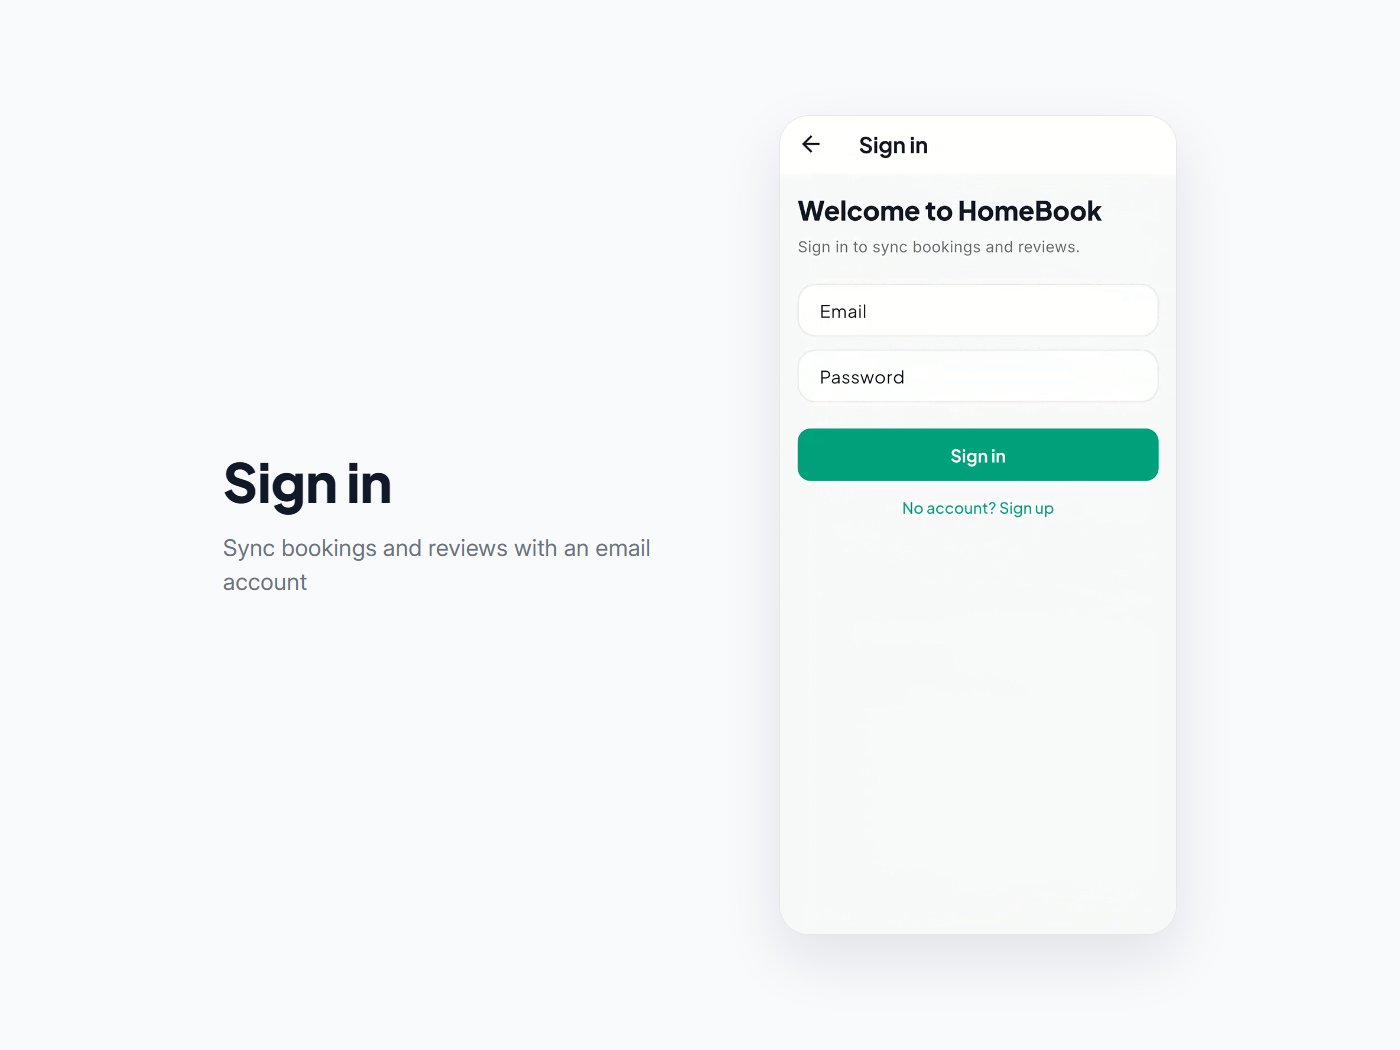 Sign in
Sync bookings and reviews with an email
account
Sign in
Welcome to HomeBook
Sign in to sync bookings and reviews.
Email
Password
Sign in
No account? Sign up